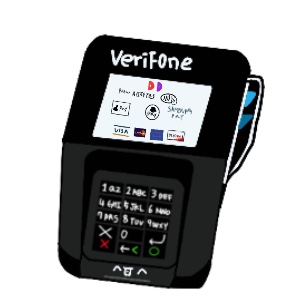 VeriFone
Pay
VISA
1 QZ 2 ABC 3 DEF
4 GHI 5 JKL 6 MNO
7 PRS 8 TUV 9 WXY
0